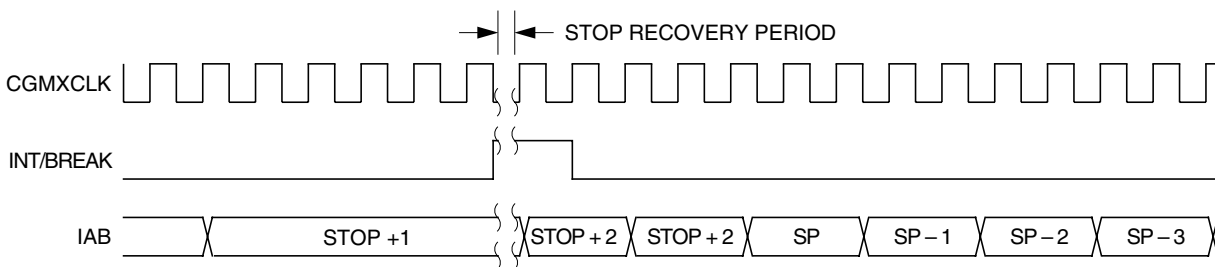 STOP RECOVERY PERIOD
CGMXCLK
INT/BREAK
IAB STOP +1 STOP + 2 STOP + 2 SP SP – 1 SP – 2 SP – 3